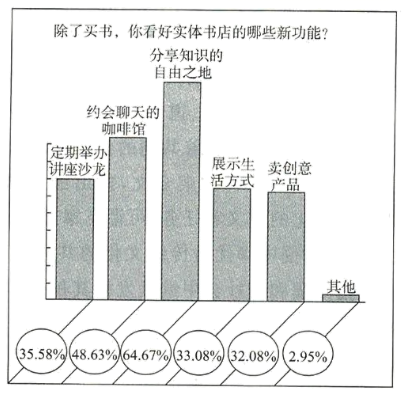 除了买书，你看好实体书店的哪些新功能？
分享知识的
自由之地
约会聊天的
咖啡馆
定期举办
讲座沙龙
展示生
活方式
卖创意
产品
其他
35.58%
48.63%
64.67%
33.08%
32.08%
2.95%